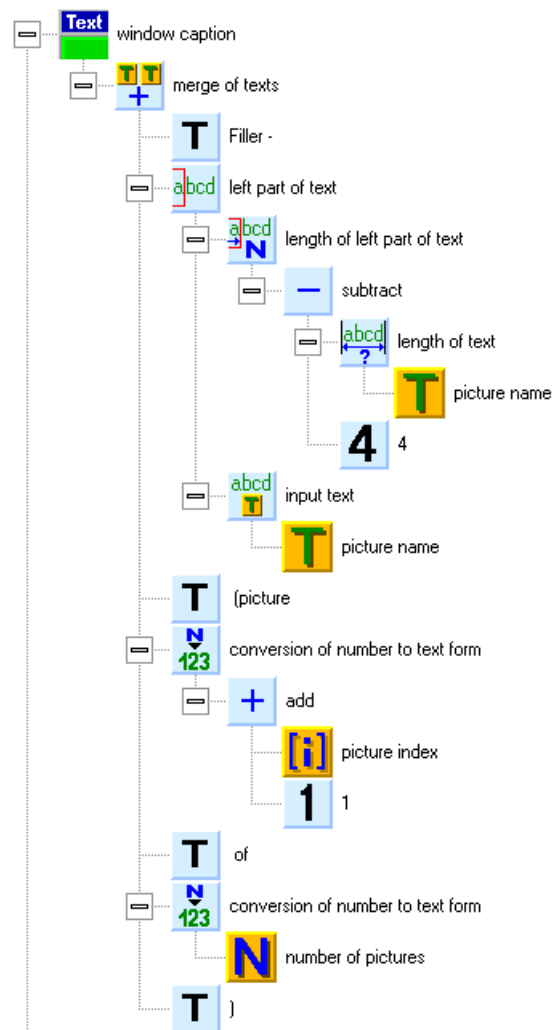 Text window caption
T T merge of texts
T Filler -
abcd left part of text
abcd N length of left part of text
subtract
abcd ? length of text
T picture name
4 4
abcd T input text
T picture name
T (picture
N 123 conversion of number to text form
+ add
[i] picture index
1 1
T of
N 123 conversion of number to text form
N number of pictures
T )